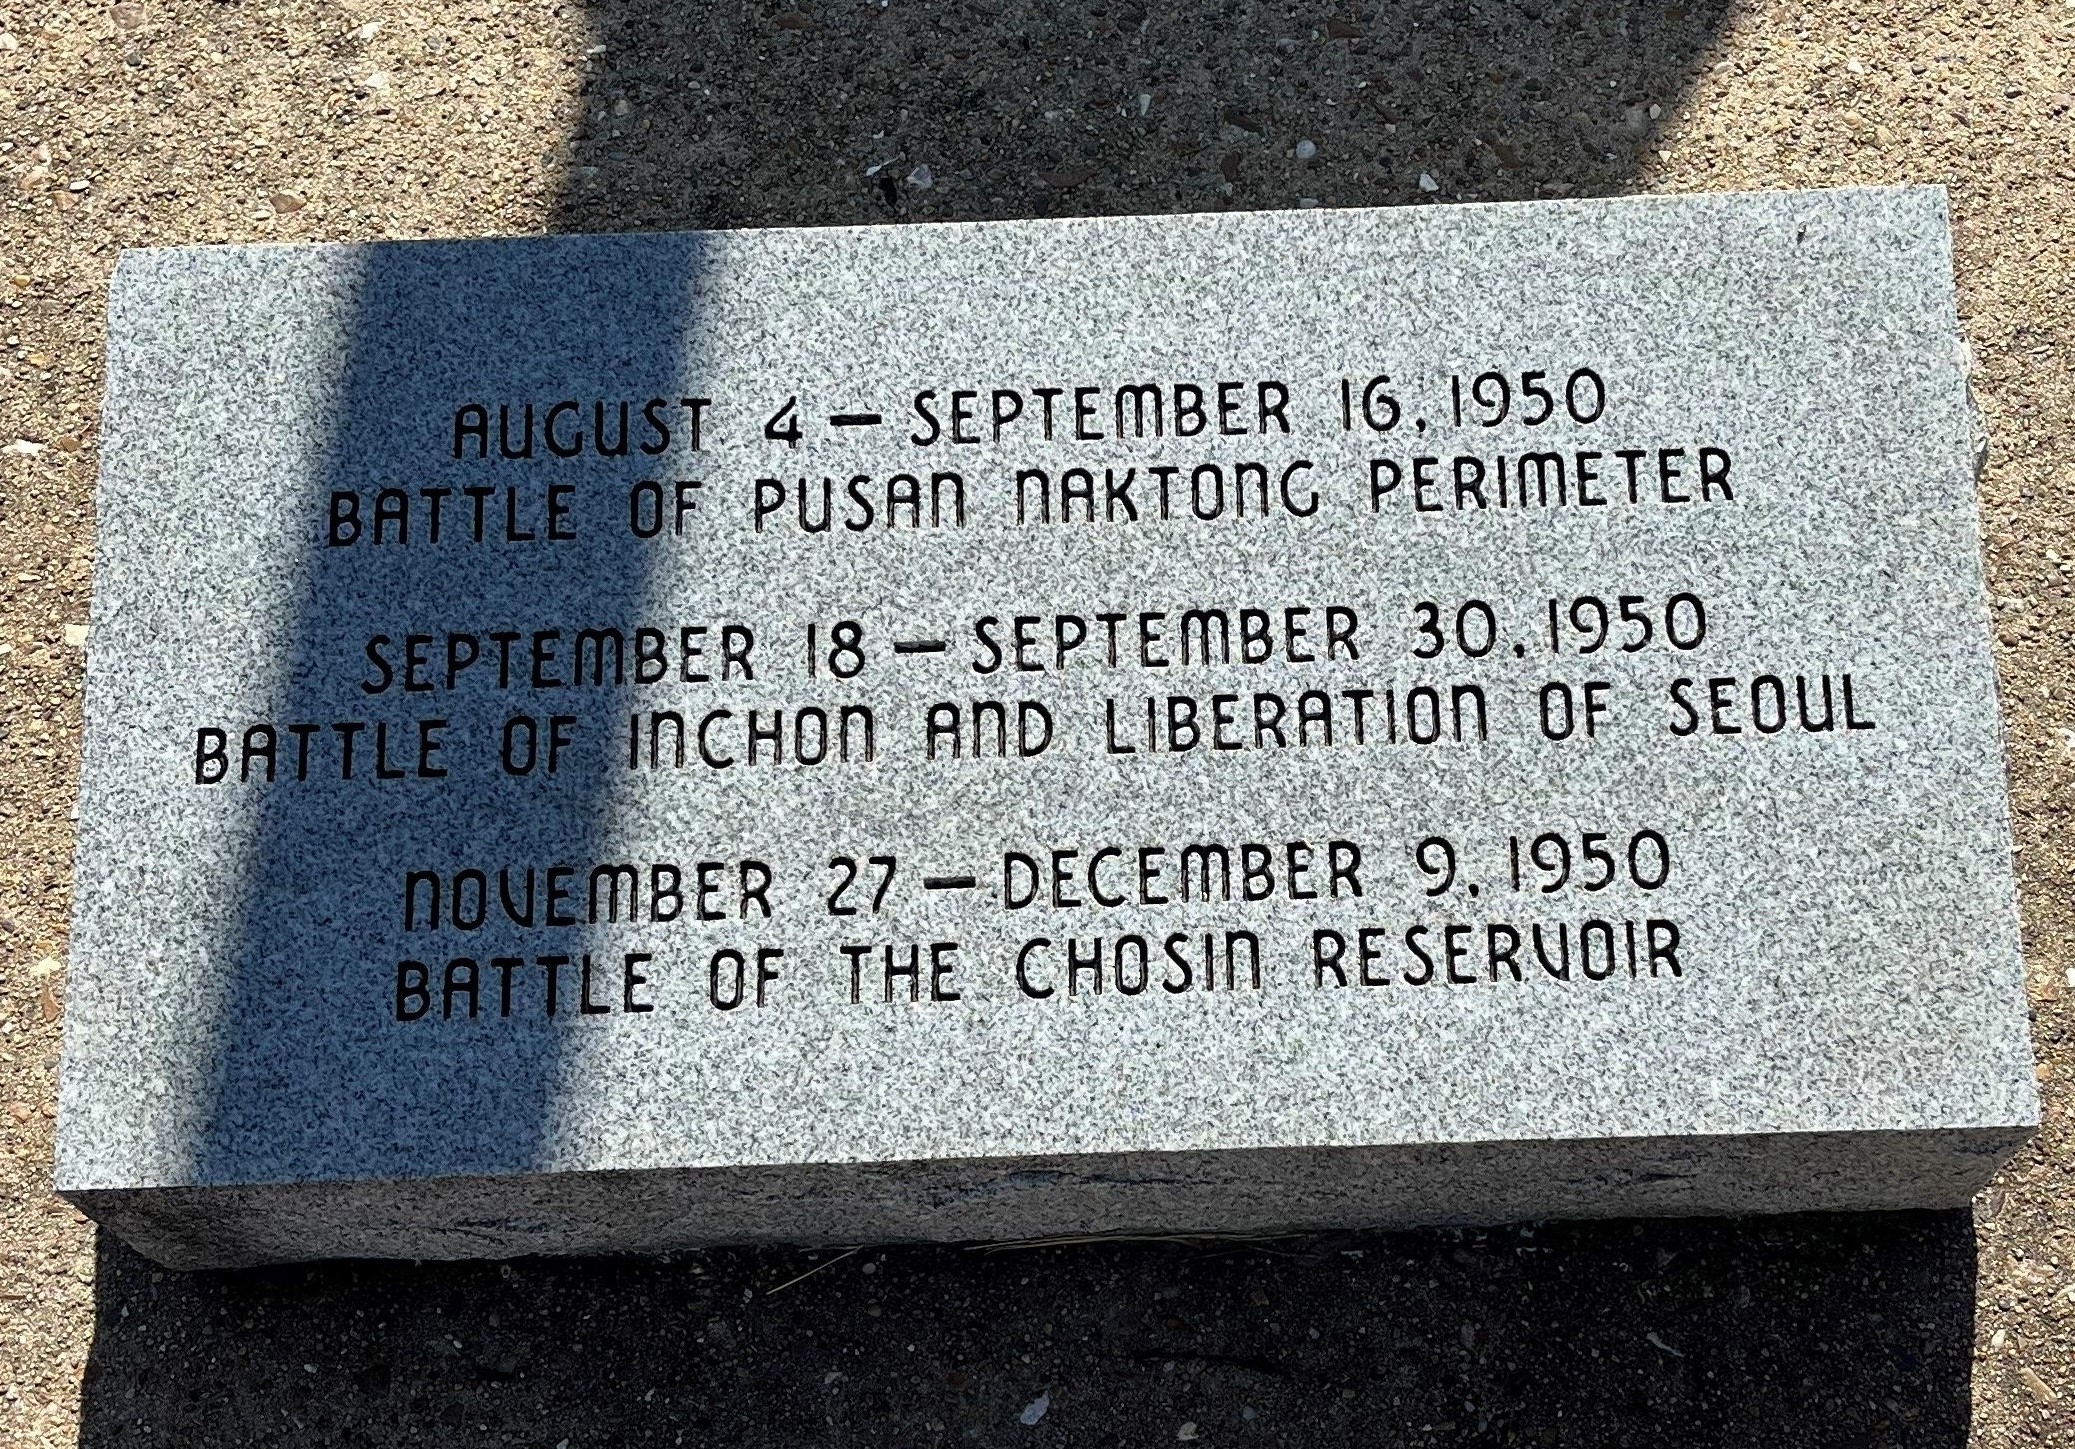 AUGUST 4 — SEPTEMBER 16, 1950
BATTLE OF PUSAN NAKTONG PERIMETER
SEPTEMBER 18 — SEPTEMBER 30, 1950
BATTLE OF INCHON AND LIBERATION OF SEOUL
NOVEMBER 27 — DECEMBER 9, 1950
BATTLE OF THE CHOSIN RESERVOIR